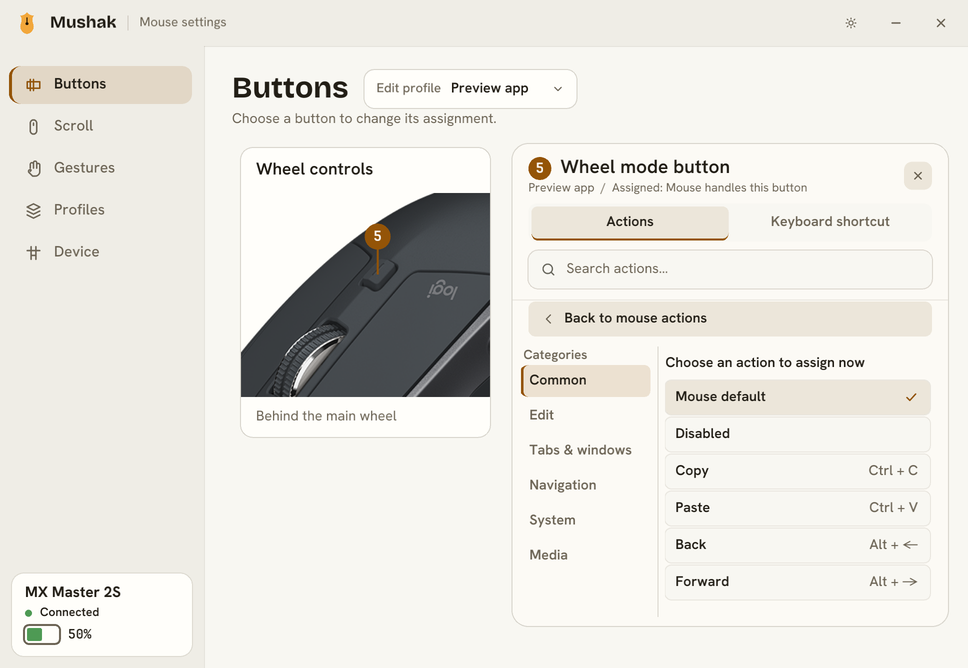 Mushak
Mouse settings
Buttons
Scroll
Gestures
Profiles
Device
MX Master 2S
Connected
50%
Buttons
Edit profile Preview app
Choose a button to change its assignment.
Wheel controls
5
logi
Behind the main wheel
5 Wheel mode button
Preview app / Assigned: Mouse handles this button
Actions
Keyboard shortcut
Search actions...
Back to mouse actions
Categories
Common
Edit
Tabs & windows
Navigation
System
Media
Choose an action to assign now
Mouse default
Disabled
Copy Ctrl + C
Paste Ctrl + V
Back Alt + ←
Forward Alt + →